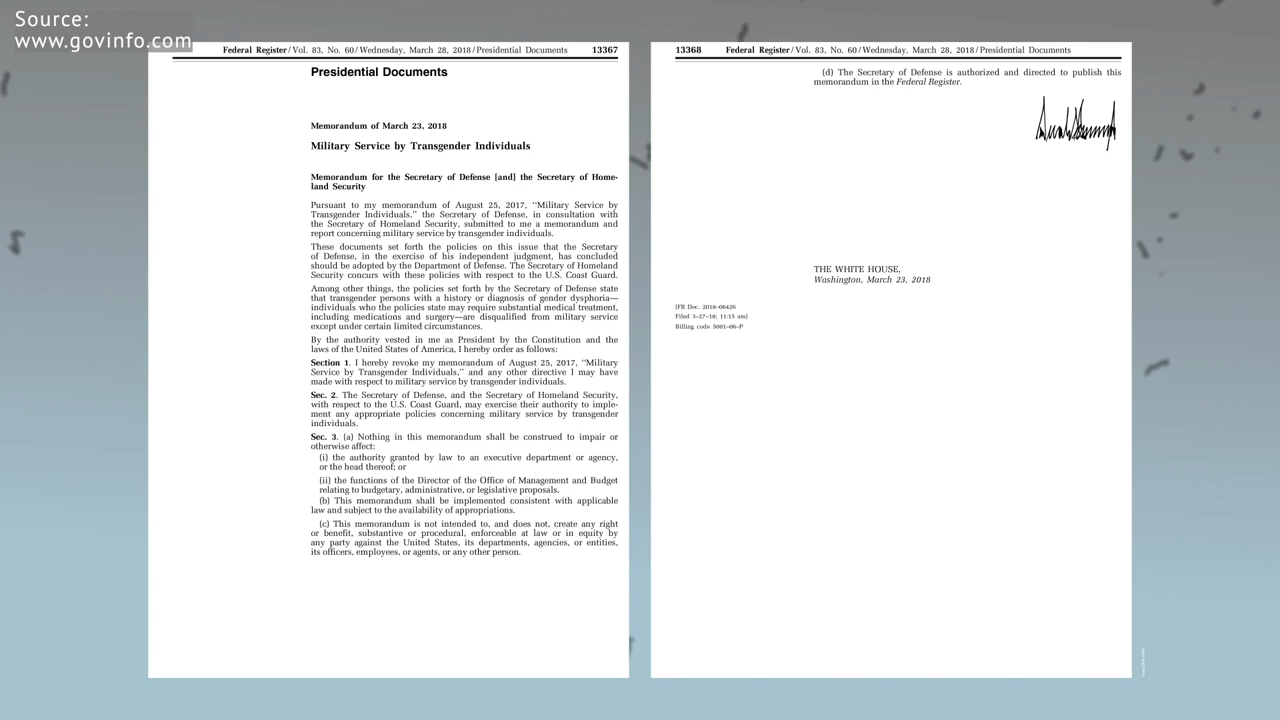 Source:
www.govinfo.com
Federal Register / Vol. 83, No. 60 / Wednesday, March 28, 2018 / Presidential Documents 13367
Presidential Documents
Memorandum of March 23, 2018
Military Service by Transgender Individuals
Memorandum for the Secretary of Defense [and] the Secretary of Home-
land Security
Pursuant to my memorandum of August 25, 2017, ‘‘Military Service by
Transgender Individuals,’’ the Secretary of Defense, in consultation with
the Secretary of Homeland Security, submitted to me a memorandum and
report concerning military service by transgender individuals.
These documents set forth the policies on this issue that the Secretary
of Defense, in the exercise of his independent judgment, has concluded
should be adopted by the Department of Defense. The Secretary of Homeland
Security concurs with these policies with respect to the U.S. Coast Guard.
Among other things, the policies set forth by the Secretary of Defense state
that transgender persons with a history or diagnosis of gender dysphoria—
individuals who the policies state may require substantial medical treatment,
including medications and surgery—are disqualified from military service
except under certain limited circumstances.
By the authority vested in me as President by the Constitution and the
laws of the United States of America, I hereby order as follows:
Section 1. I hereby revoke my memorandum of August 25, 2017, ‘‘Military
Service by Transgender Individuals,’’ and any other directive I may have
made with respect to military service by transgender individuals.
Sec. 2. The Secretary of Defense, and the Secretary of Homeland Security,
with respect to the U.S. Coast Guard, may exercise their authority to imple-
ment any appropriate policies concerning military service by transgender
individuals.
Sec. 3. (a) Nothing in this memorandum shall be construed to impair or
otherwise affect:
(i) the authority granted by law to an executive department or agency,
or the head thereof; or
(ii) the functions of the Director of the Office of Management and Budget
relating to budgetary, administrative, or legislative proposals.
(b) This memorandum shall be implemented consistent with applicable
law and subject to the availability of appropriations.
(c) This memorandum is not intended to, and does not, create any right
or benefit, substantive or procedural, enforceable at law or in equity by
any party against the United States, its departments, agencies, or entities,
its officers, employees, or agents, or any other person.
13368 Federal Register / Vol. 83, No. 60 / Wednesday, March 28, 2018 / Presidential Documents
(d) The Secretary of Defense is authorized and directed to publish this
memorandum in the Federal Register.
THE WHITE HOUSE,
Washington, March 23, 2018
[FR Doc. 2018–06426
Filed 3–27–18; 11:15 am]
Billing code 5001–06–P